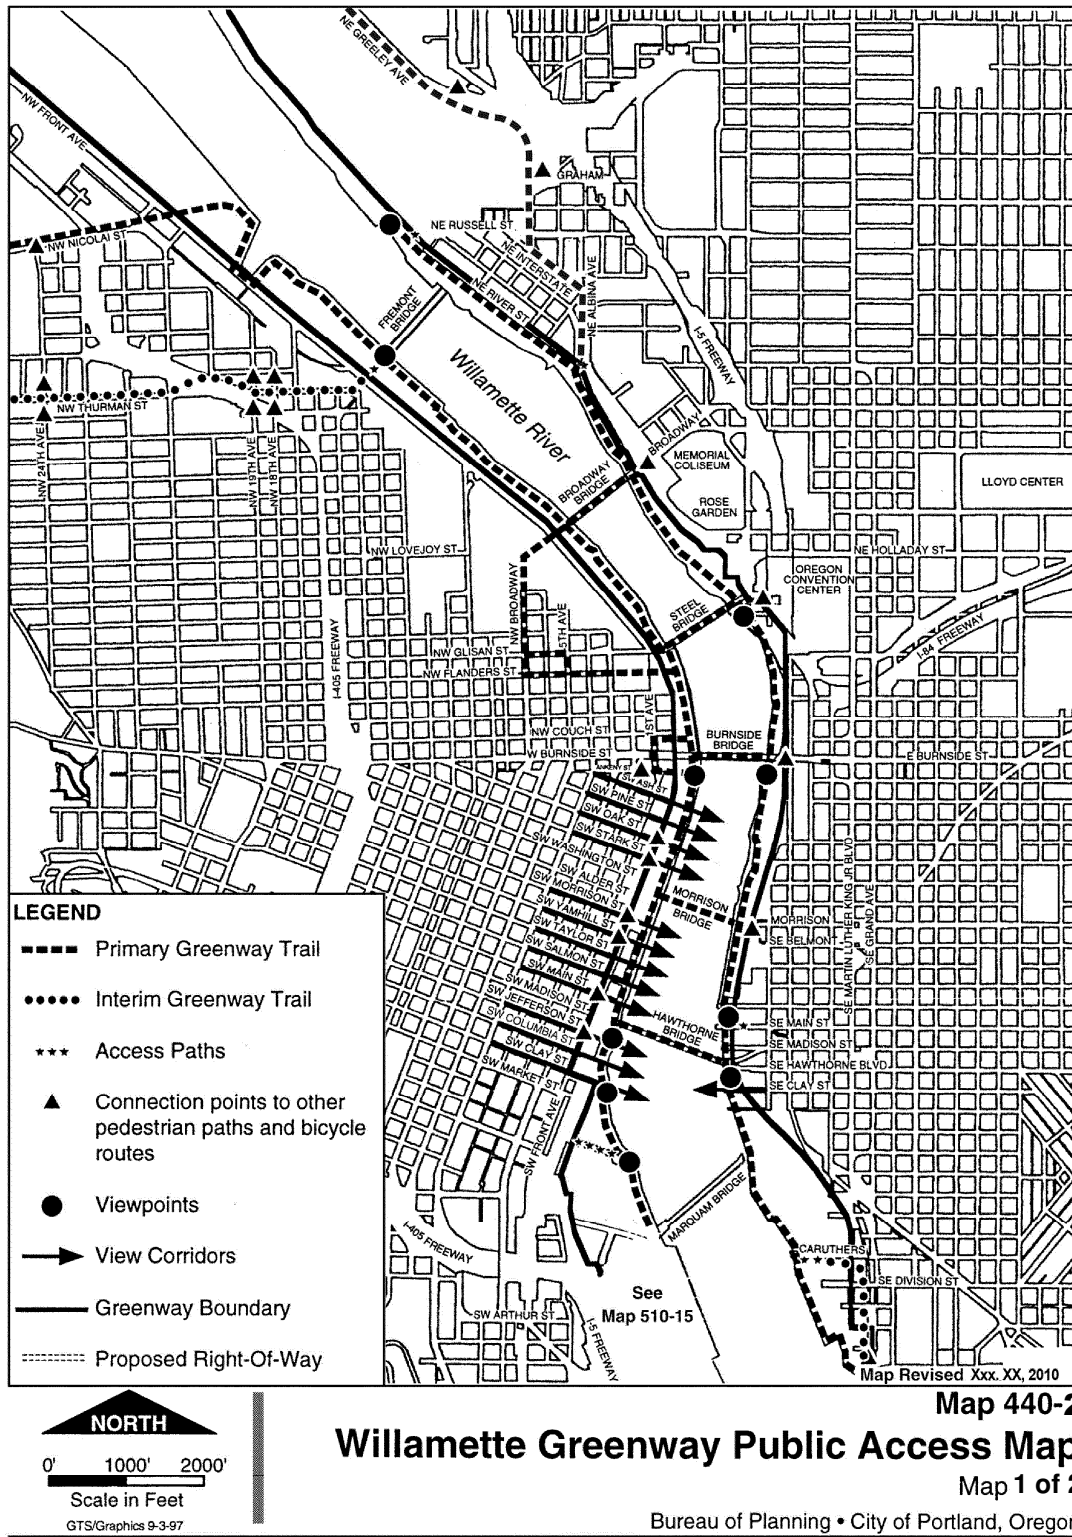 NE GREELEY AVE
NW FRONT AVE
GRAHAM
NE RUSSELL ST
NW NICOLAI ST
NE INTERSTATE
NE ALBINA AVE
NE RIVER ST
FREMONT
BRIDGE
I-5 FREEWAY
Willamette River
NW THURMAN ST
NW 24TH AVE
NW 19TH AVE
NW 18TH AVE
BROADWAY
MEMORIAL
COLISEUM
BROADWAY
BRIDGE
ROSE
GARDEN
LLOYD CENTER
NW LOVEJOY ST
NE HOLLADAY ST
OREGON
CONVENTION
CENTER
NW BROADWAY
5TH AVE
STEEL
BRIDGE
I-84 FREEWAY
I-405 FREEWAY
NW GLISAN ST
NW FLANDERS ST
1ST AVE
NW COUCH ST
BURNSIDE
BRIDGE
W BURNSIDE ST
E BURNSIDE ST
ANKENY ST
SW ASH ST
SW PINE ST
SW OAK ST
SW STARK ST
SW WASHINGTON ST
SW ALDER ST
SW MORRISON ST
SW YAMHILL ST
SW TAYLOR ST
SW SALMON ST
SW MAIN ST
SW MADISON ST
SW JEFFERSON ST
SW COLUMBIA ST
SW CLAY ST
SW MARKET ST
MORRISON
BRIDGE
MORRISON
SE BELMONT
SE MARTIN LUTHER KING JR BLVD
SE GRAND AVE
HAWTHORNE
BRIDGE
SE MAIN ST
SE MADISON ST
SE HAWTHORNE BLVD
SE CLAY ST
SW FRONT AVE
MARQUAM BRIDGE
I-405 FREEWAY
CARUTHERS
SE DIVISION ST
SW ARTHUR ST
I-5 FREEWAY
See
Map 510-15
LEGEND
Primary Greenway Trail
Interim Greenway Trail
Access Paths
Connection points to other
pedestrian paths and bicycle
routes
Viewpoints
View Corridors
Greenway Boundary
Proposed Right-Of-Way
Map Revised Xxx. XX, 2010
NORTH
0' 1000' 2000'
Scale in Feet
GTS/Graphics 9-3-97
Map 440-2
Willamette Greenway Public Access Map
Map 1 of 2
Bureau of Planning • City of Portland, Oregon